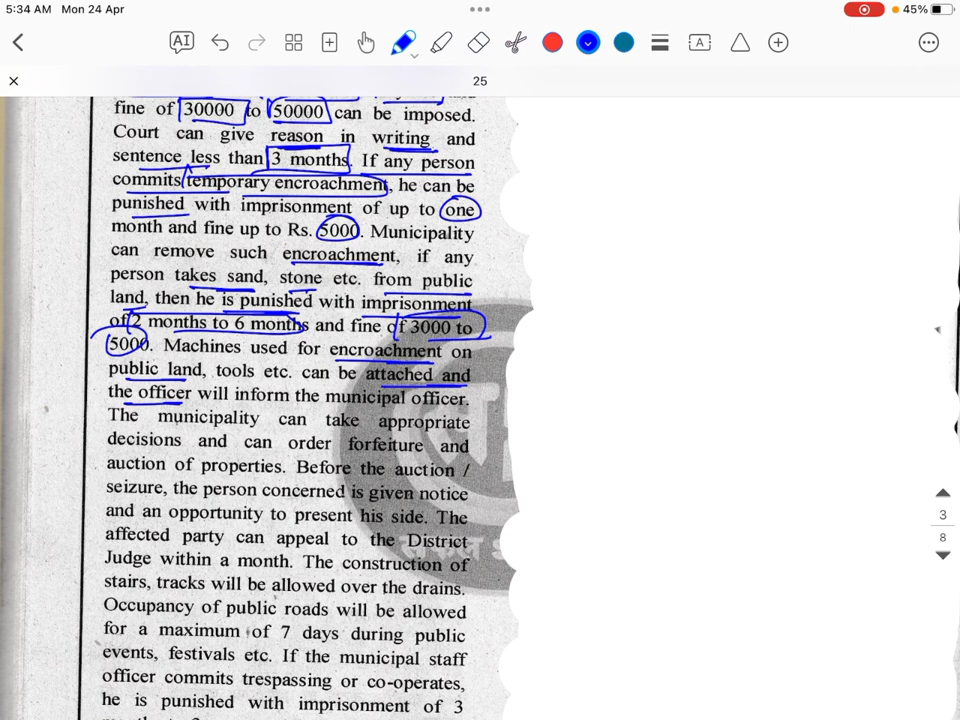 5:34 AM Mon 24 Apr
45%
AI
A
25
fine of 30000 to 50000 can be imposed.
Court can give reason in writing and
sentence less than 3 months. If any person
commits temporary encroachment, he can be
punished with imprisonment of up to one
month and fine up to Rs. 5000. Municipality
can remove such encroachment, if any
person takes sand, stone etc. from public
land, then he is punished with imprisonment
of 2 months to 6 months and fine of 3000 to
5000. Machines used for encroachment on
public land, tools etc. can be attached and
the officer will inform the municipal officer.
The municipality can take appropriate
decisions and can order forfeiture and
auction of properties. Before the auction /
seizure, the person concerned is given notice
and an opportunity to present his side. The
affected party can appeal to the District
Judge within a month. The construction of
stairs, tracks will be allowed over the drains.
Occupancy of public roads will be allowed
for a maximum of 7 days during public
events, festivals etc. If the municipal staff
officer commits trespassing or co-operates,
he is punished with imprisonment of 3
3
8